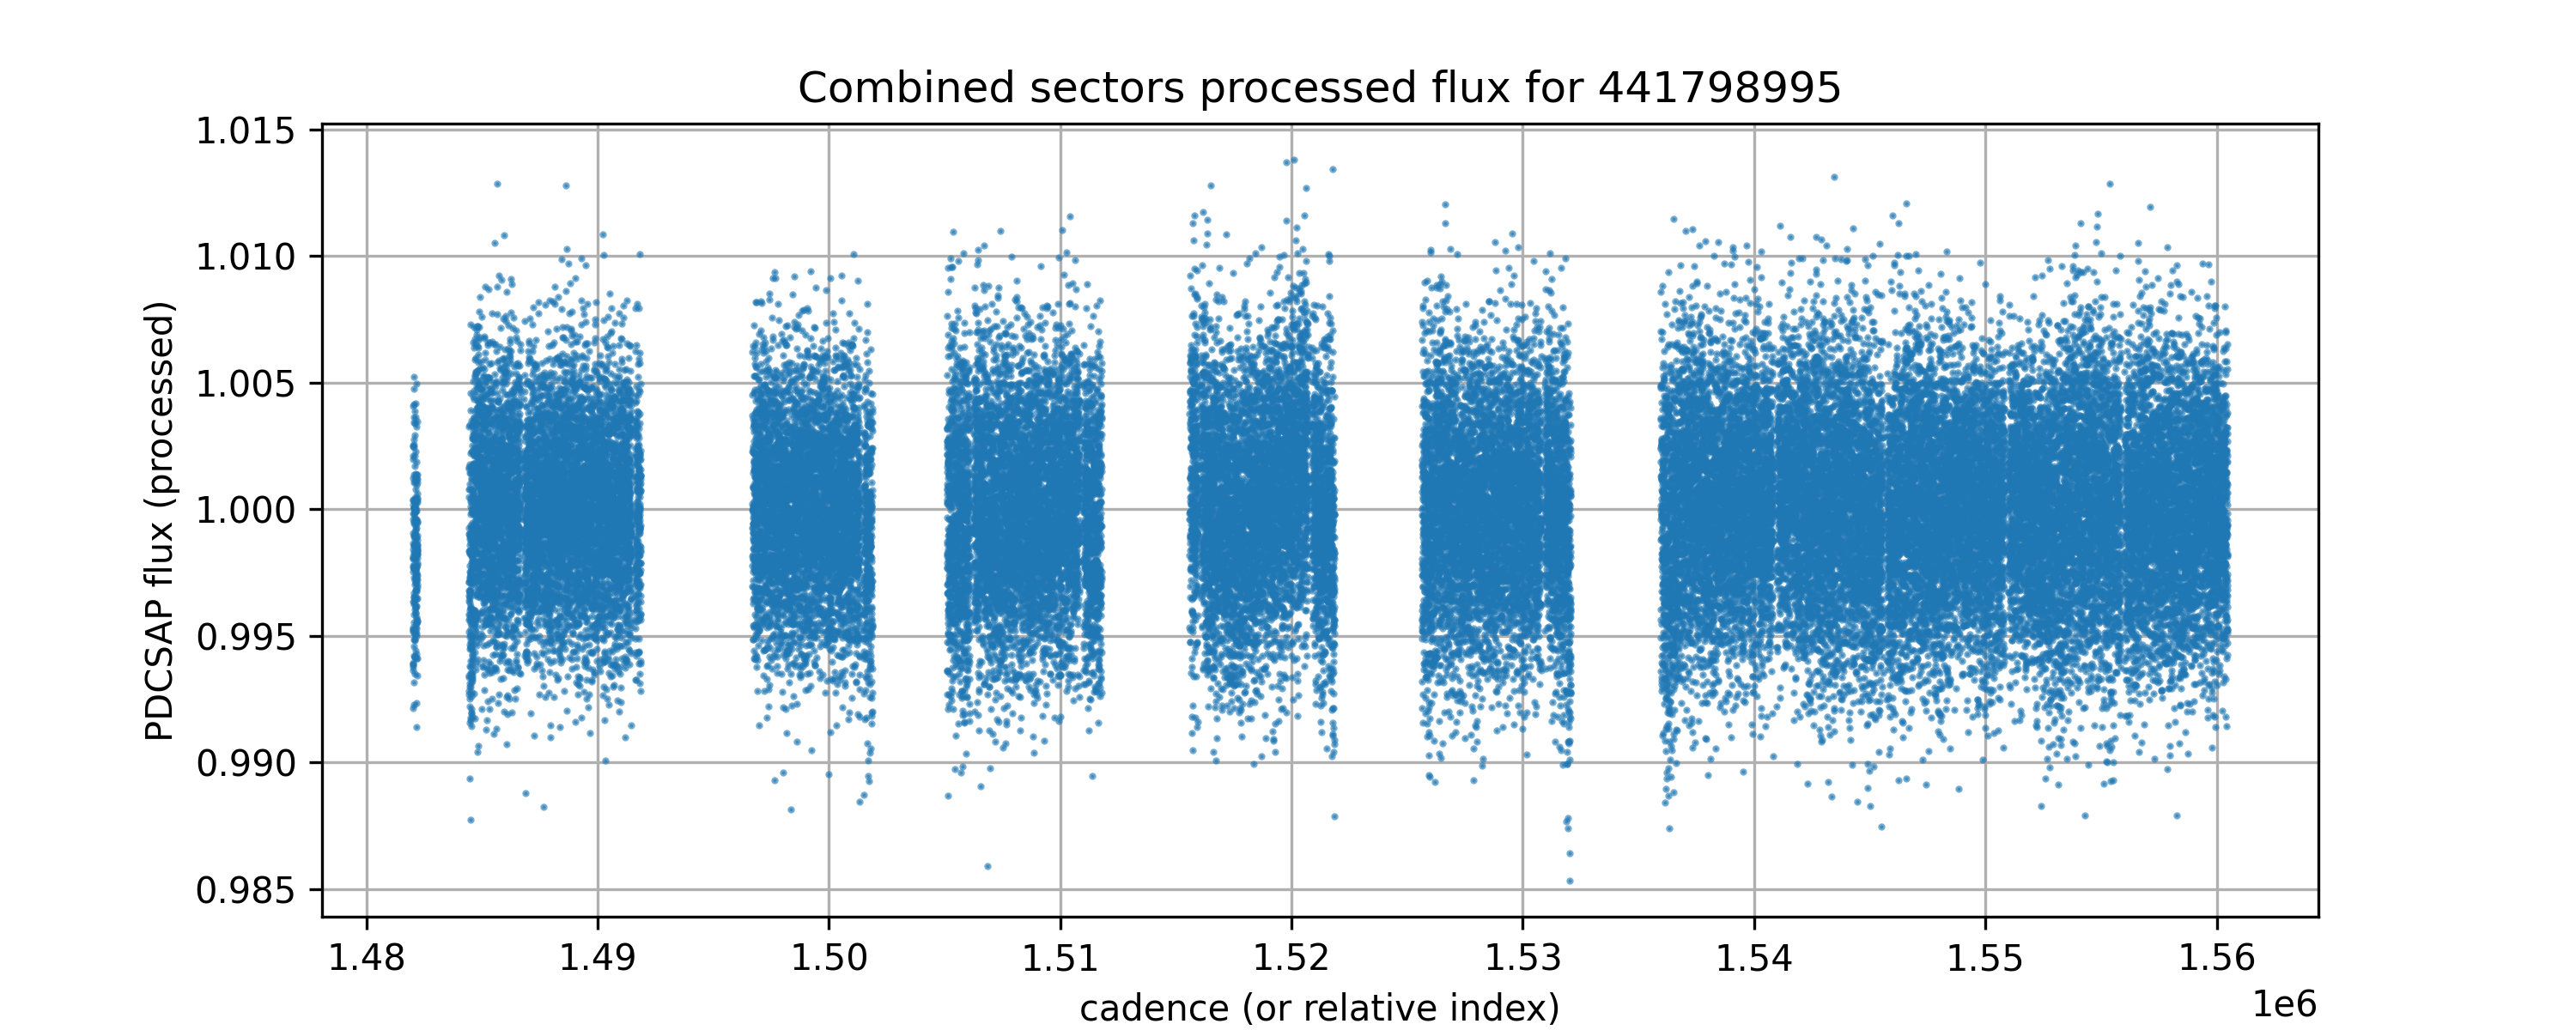 Combined sectors processed flux for 441798995
PDCSAP flux (processed)
1.015
1.010
1.005
1.000
0.995
0.990
0.985
1.48 1.49 1.50 1.51 1.52 1.53 1.54 1.55 1.56
cadence (or relative index)
1e6